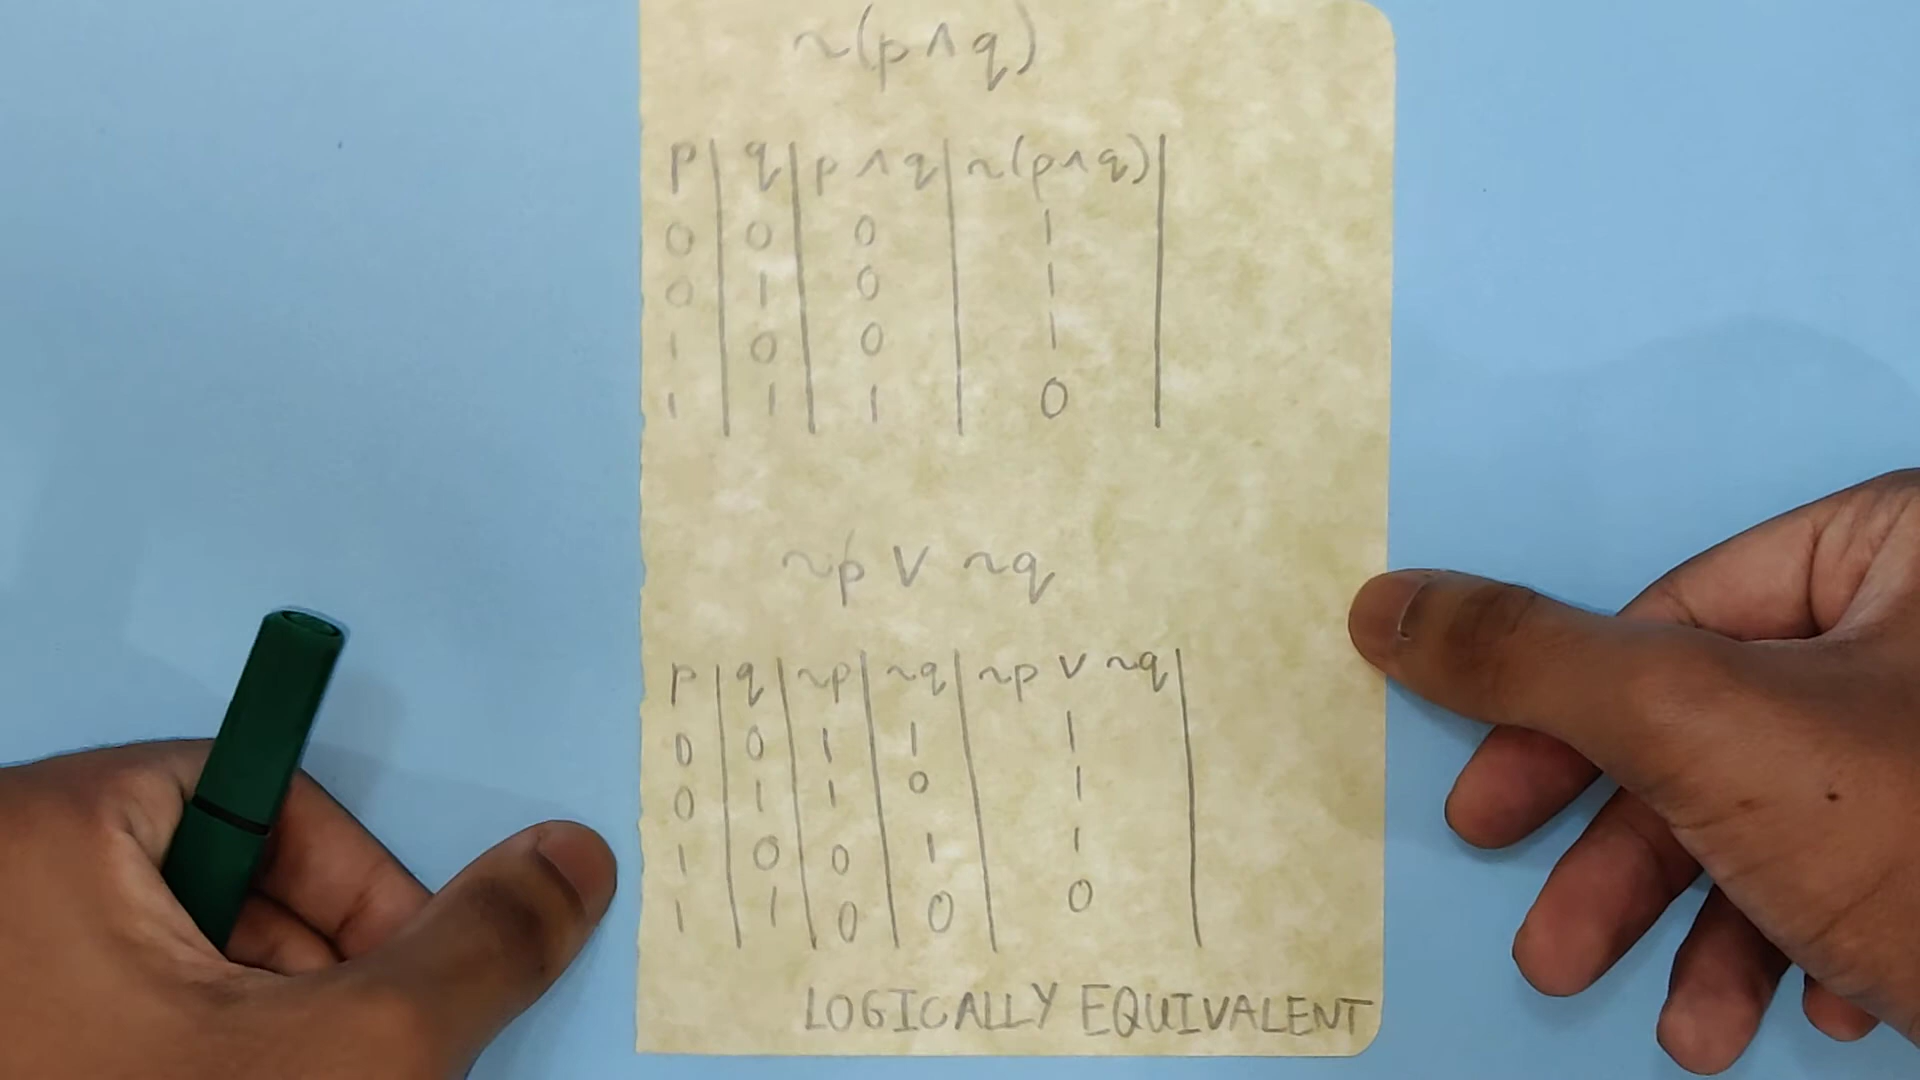 ~(p ∧ q)
p | q | p ∧ q | ~(p ∧ q) |
0 | 0 | 0 | 1 |
0 | 1 | 0 | 1 |
1 | 0 | 0 | 1 |
1 | 1 | 1 | 0 |
~p ∨ ~q
p | q | ~p | ~q | ~p ∨ ~q |
0 | 0 | 1 | 1 | 1 |
0 | 1 | 1 | 0 | 1 |
1 | 0 | 0 | 1 | 1 |
1 | 1 | 0 | 0 | 0 |
LOGICALLY EQUIVALENT